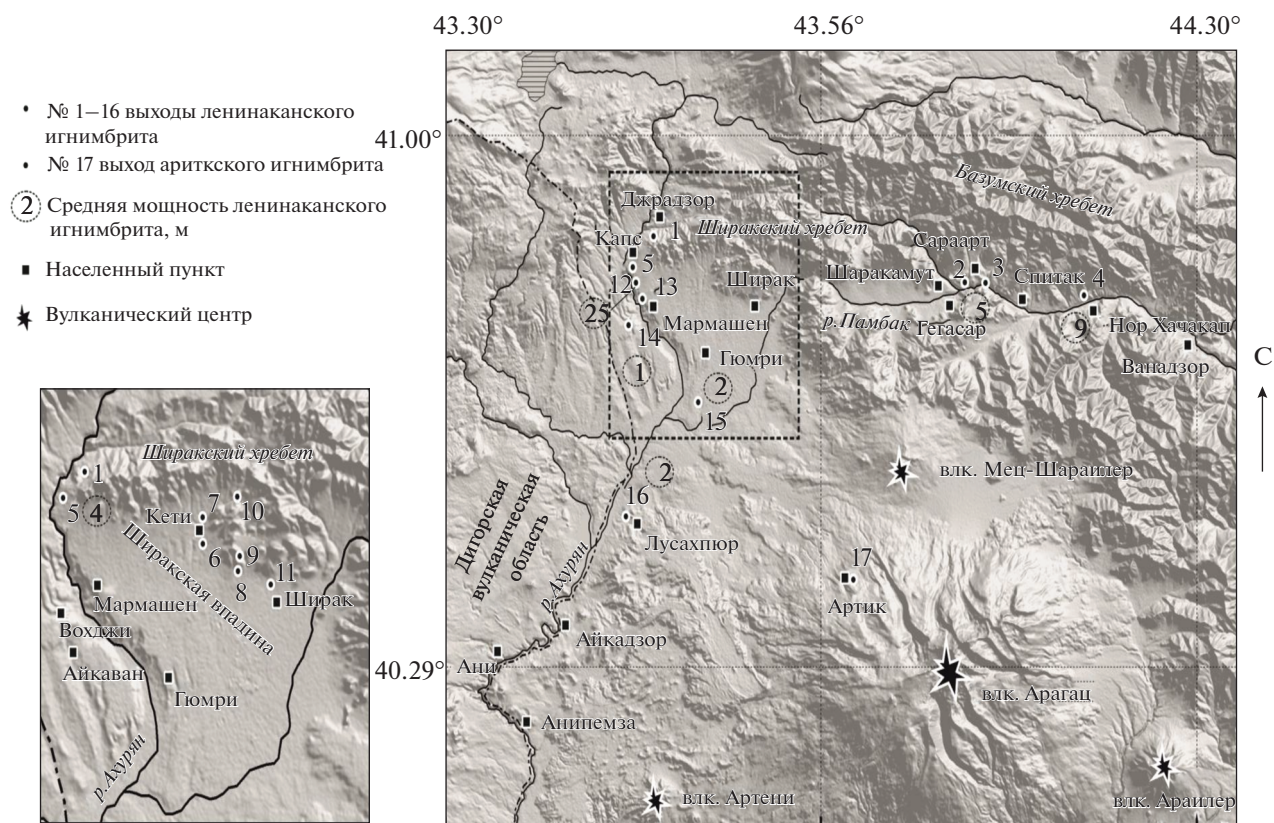 43.30°
43.56°
44.30°
• № 1–16 выходы ленинаканского
игнимбрита
• № 17 выход ариткского игнимбрита
2 Средняя мощность ленинаканского
игнимбрита, м
Населенный пункт
Вулканический центр
41.00°
40.29°
С
Базумский хребет
Джрадзор
1
Ширакский хребет
Капс
5
12
13
Ширак
25
Мармашен
14
Гюмри
1
2
15
Сараарт
Шаракамут
2
3
Спитак
4
р.Памбак
Гегасар
5
9
Нор Хачакап
Ванадзор
влк. Мец-Шараилер
2
16
Лусахпюр
Дигорская
вулканическая
область
р.Ахурян
17
Артик
Айкадзор
Ани
влк. Арагац
Анипемза
влк. Артени
влк. Араилер
Ширакский хребет
1
5
4
7
10
Кети
6
9
8
11
Ширакская впадина
Мармашен
Ширак
Вохджи
Айкаван
Гюмри
р.Ахурян